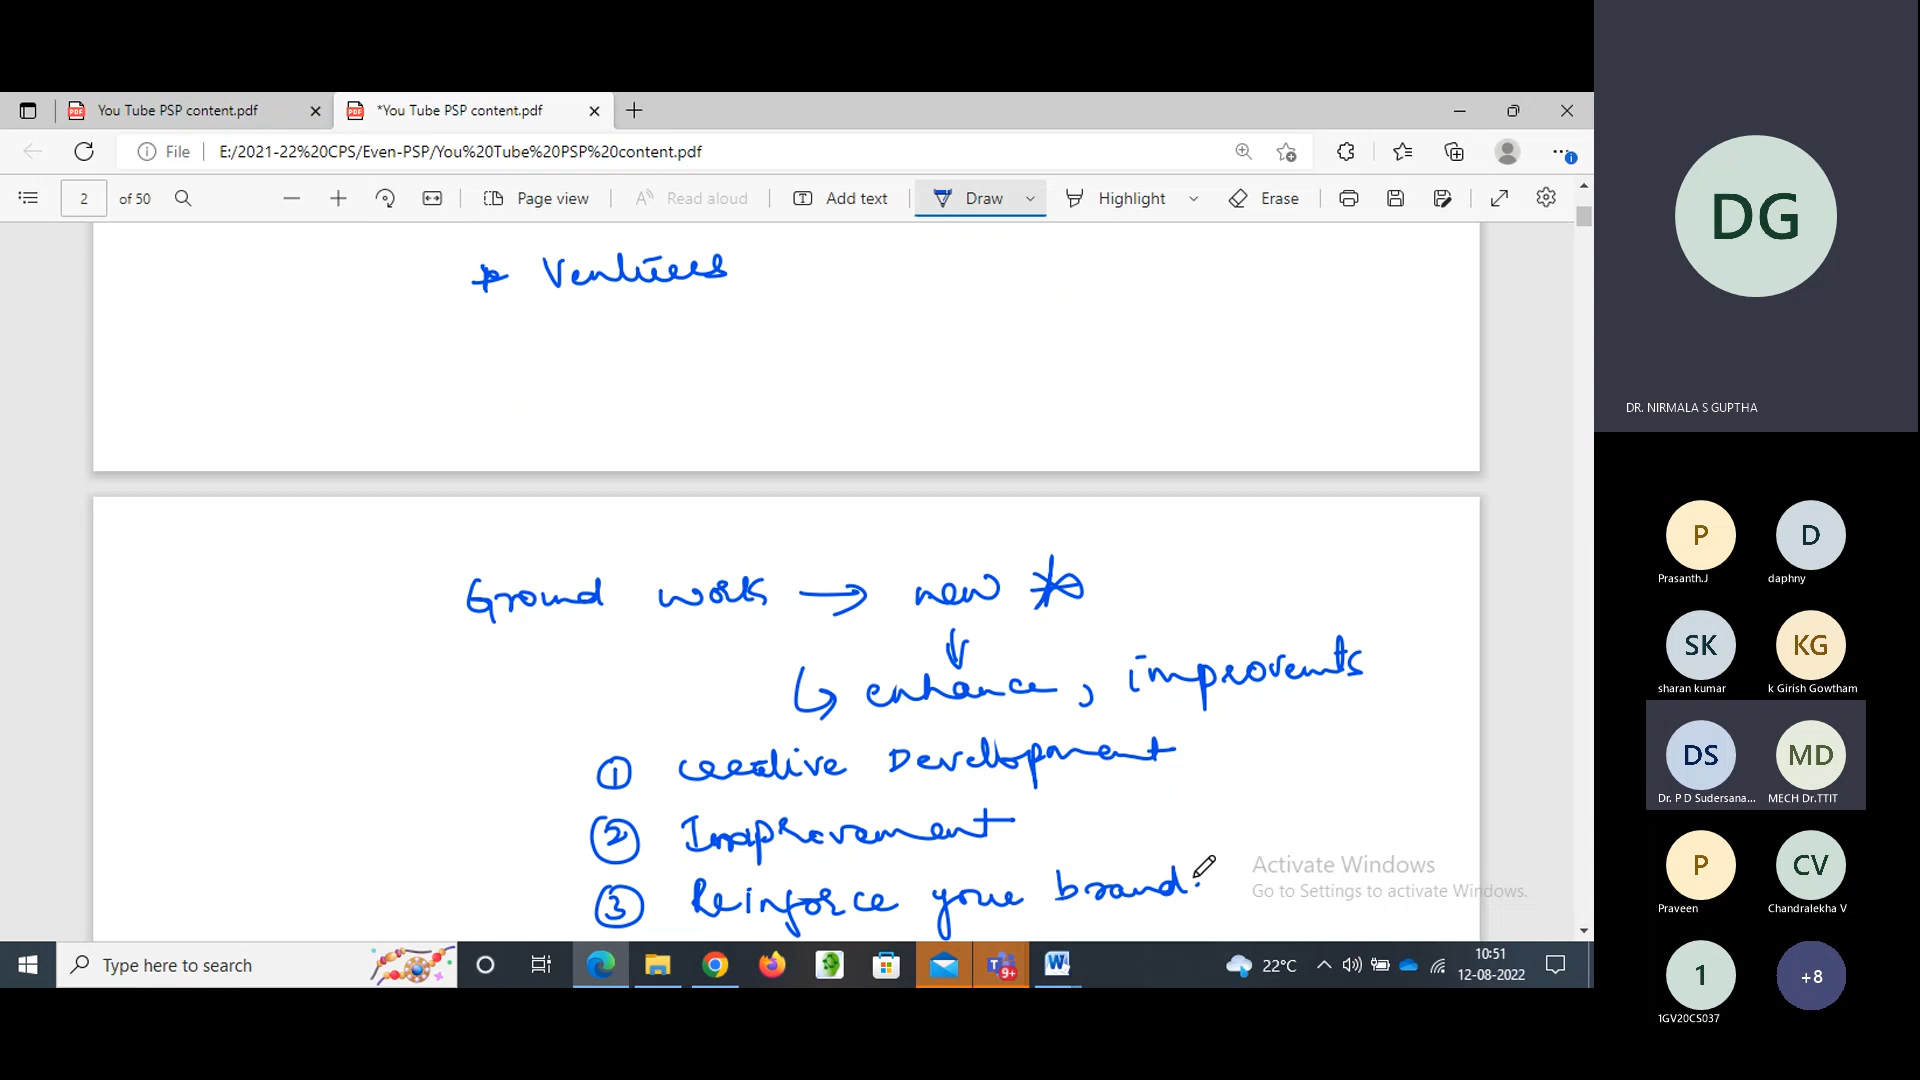 You Tube PSP content.pdf
*You Tube PSP content.pdf
File
E:/2021-22%20CPS/Even-PSP/You%20Tube%20PSP%20content.pdf
2 of 50
Page view
Read aloud
Add text
Draw
Highlight
Erase
Ground work → new *
↳ enhance, improvents
① Creative Development
② Improvement
③ Reinforce your brand.
Activate Windows
Go to Settings to activate Windows.
Type here to search
9+
22°C
10:51
12-08-2022
DG
DR. NIRMALA S GUPTHA
P D
Prasanth.J daphny
SK KG
sharan kumar k Girish Gowtham
DS MD
Dr. P D Sudersana... MECH Dr.TTIT
P CV
Praveen Chandralekha V
1 +8
1GV20CS037